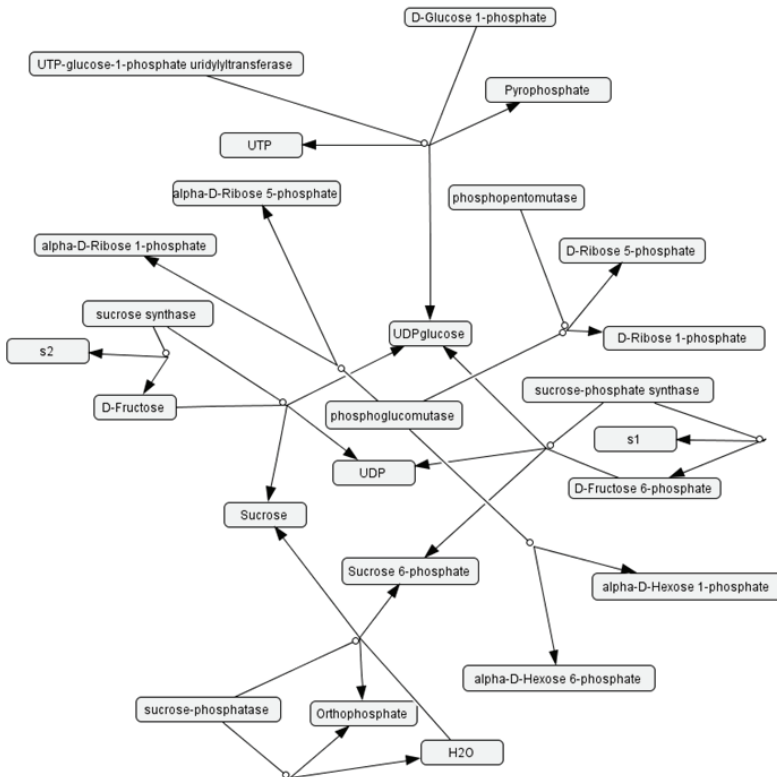 D-Glucose 1-phosphate
UTP-glucose-1-phosphate uridylyltransferase
Pyrophosphate
UTP
alpha-D-Ribose 5-phosphate
phosphopentomutase
alpha-D-Ribose 1-phosphate
D-Ribose 5-phosphate
sucrose synthase
UDPglucose
D-Ribose 1-phosphate
s2
sucrose-phosphate synthase
D-Fructose
phosphoglucomutase
s1
UDP
D-Fructose 6-phosphate
Sucrose
Sucrose 6-phosphate
alpha-D-Hexose 1-phosphate
alpha-D-Hexose 6-phosphate
sucrose-phosphatase
Orthophosphate
H2O